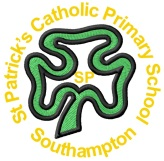 St Patrick's Catholic Primary School
SP
Southampton